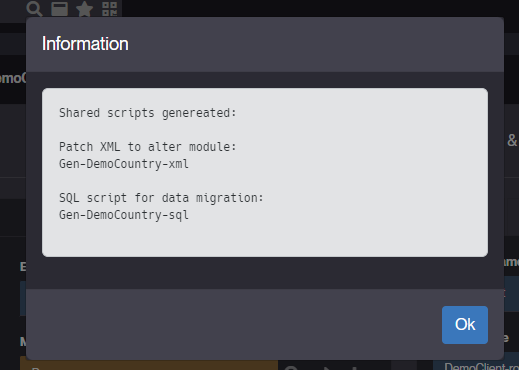 Information
Shared scripts genereated:
Patch XML to alter module:
Gen-DemoCountry-xml
SQL script for data migration:
Gen-DemoCountry-sql
&
Ok